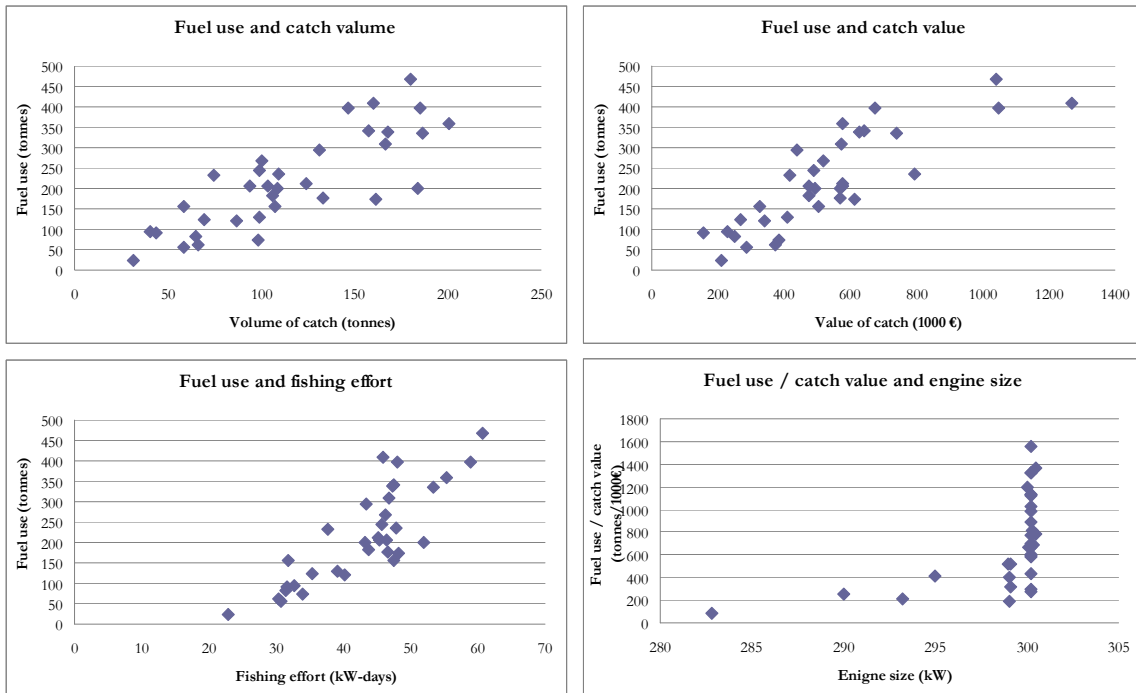 Fuel use and catch valume
Fuel use (tonnes)
500
450
400
350
300
250
200
150
100
50
0
0 50 100 150 200 250
Volume of catch (tonnes)
Fuel use and catch value
Fuel use (tonnes)
500
450
400
350
300
250
200
150
100
50
0
0 200 400 600 800 1000 1200 1400
Value of catch (1000 €)
Fuel use and fishing effort
Fuel use (tonnes)
500
450
400
350
300
250
200
150
100
50
0
0 10 20 30 40 50 60 70
Fishing effort (kW-days)
Fuel use / catch value and engine size
Fuel use / catch value
(tonnes/1000€)
1800
1600
1400
1200
1000
800
600
400
200
0
280 285 290 295 300 305
Enigne size (kW)